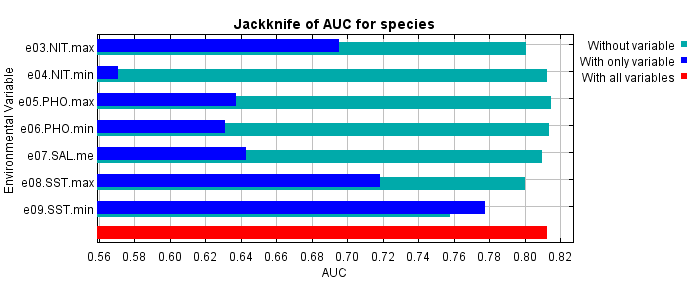 Jackknife of AUC for species
Environmental Variable
e03.NIT.max
e04.NIT.min
e05.PHO.max
e06.PHO.min
e07.SAL.me
e08.SST.max
e09.SST.min
0.56 0.58 0.60 0.62 0.64 0.66 0.68 0.70 0.72 0.74 0.76 0.78 0.80 0.82
AUC
Without variable
With only variable
With all variables